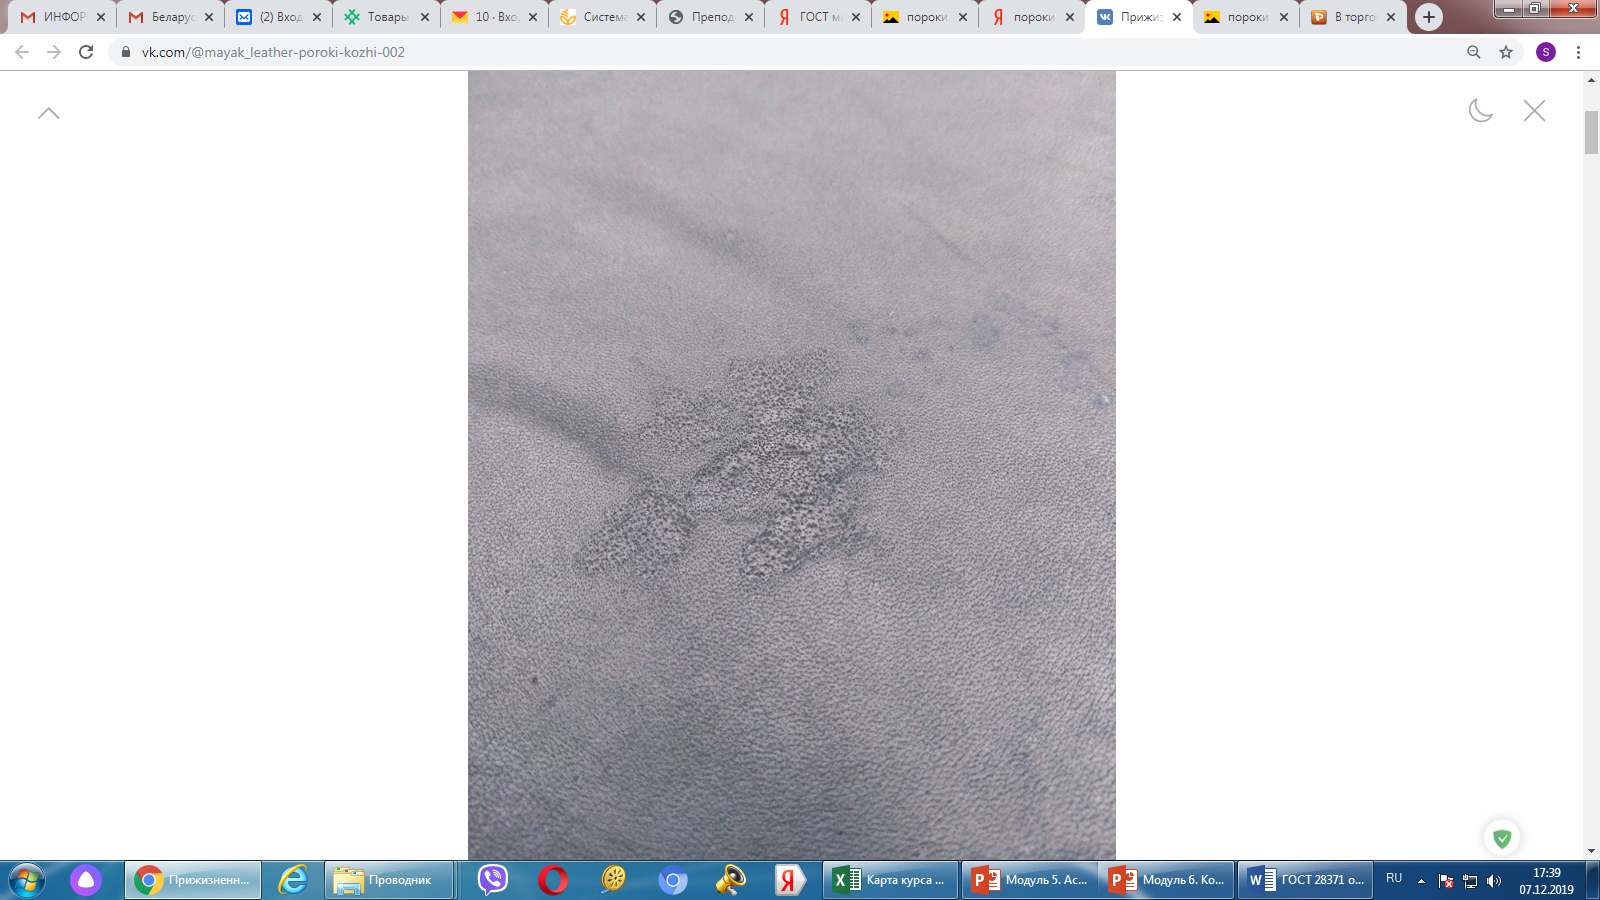 ИНФОР
Беларус
(2) Вход
Товары
10 · Вхо
Система
Препод
ГОСТ ма
пороки
пороки
Прижиз
пороки
В торго
vk.com/@mayak_leather-poroki-kozhi-002
S
Прижизненн...
Проводник
Карта курса ...
Модуль 5. Ас...
Модуль 6. Ко...
ГОСТ 28371 о...
RU
17:39
07.12.2019